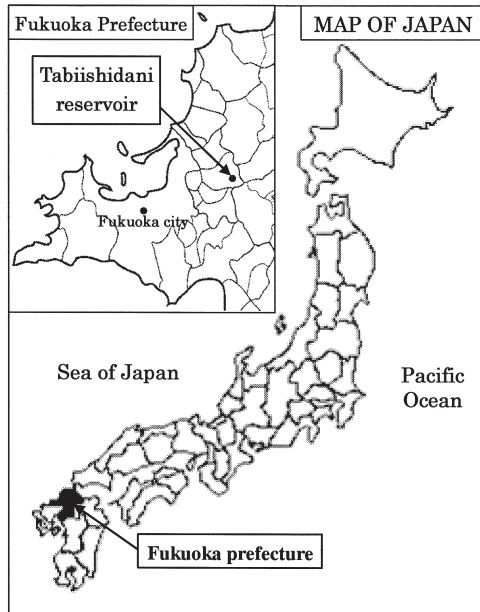 Fukuoka Prefecture
MAP OF JAPAN
Tabiishidani
reservoir
Fukuoka city
Sea of Japan
Pacific
Ocean
Fukuoka prefecture